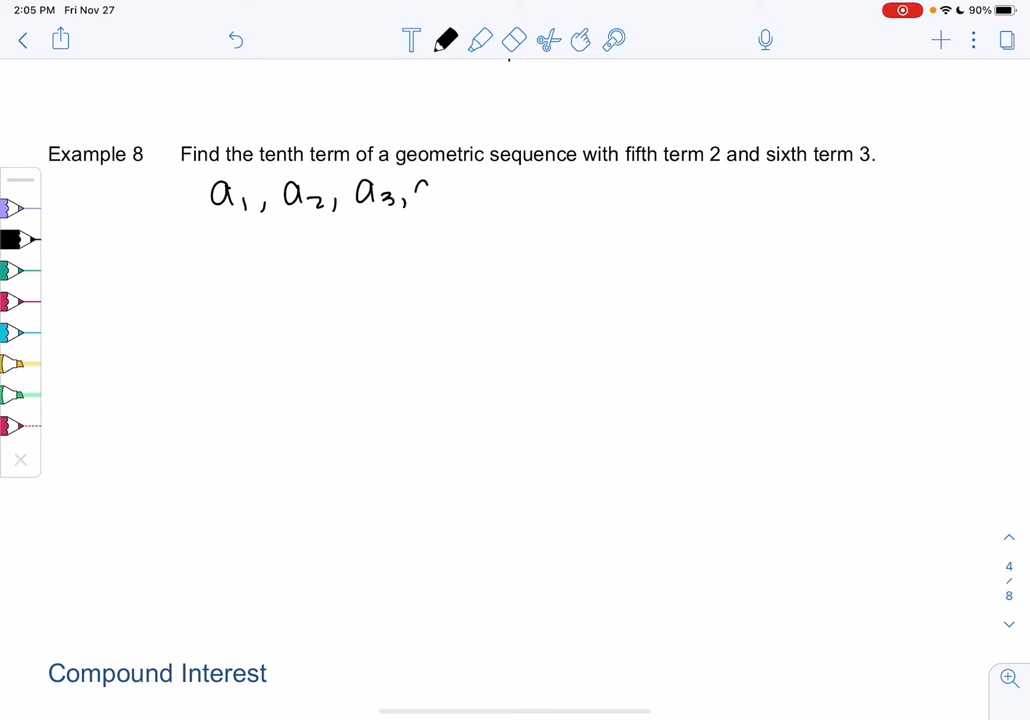 2:05 PM Fri Nov 27 90%
Example 8 Find the tenth term of a geometric sequence with fifth term 2 and sixth term 3.
a₁, a₂, a₃,
4
/
8
Compound Interest